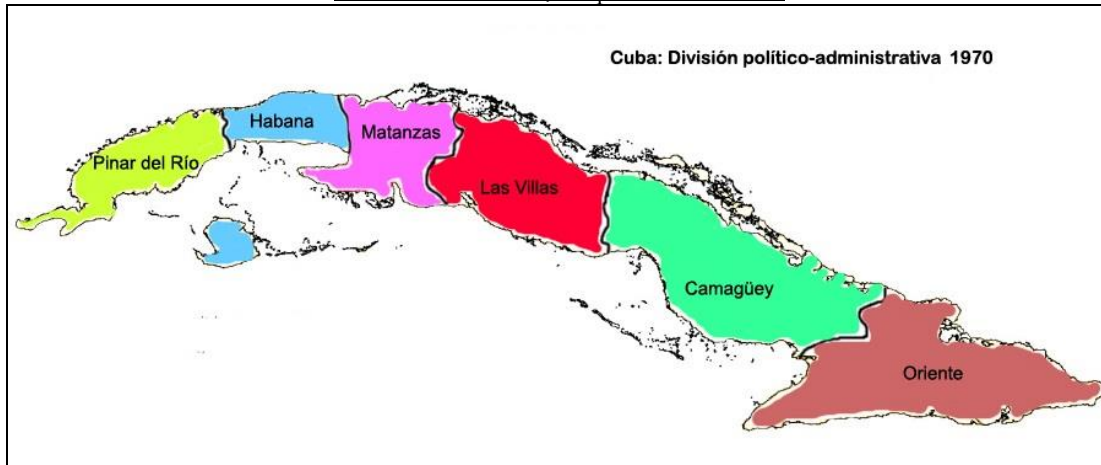 Cuba: División político-administrativa 1970
Habana
Matanzas
Pinar del Río
Las Villas
Camagüey
Oriente